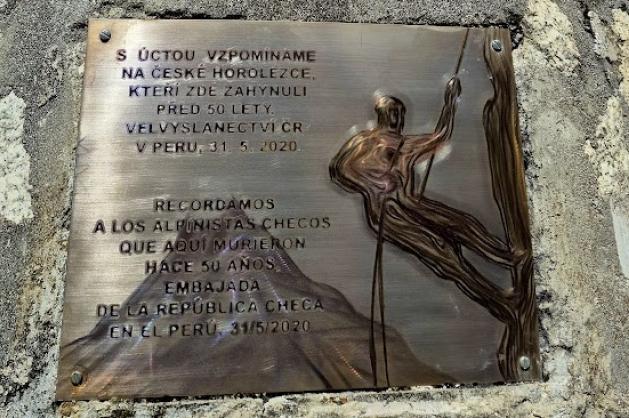 S ÚCTOU VZPOMÍNÁME
NA ČESKÉ HOROLEZCE,
KTEŘÍ ZDE ZAHYNULI
PŘED 50 LETY.
VELVYSLANECTVÍ ČR
V PERU, 31. 5. 2020.
RECORDAMOS
A LOS ALPINISTAS CHECOS
QUE AQUÍ MURIERON
HACE 50 AÑOS.
EMBAJADA
DE LA REPÚBLICA CHECA
EN EL PERÚ, 31/5/2020.